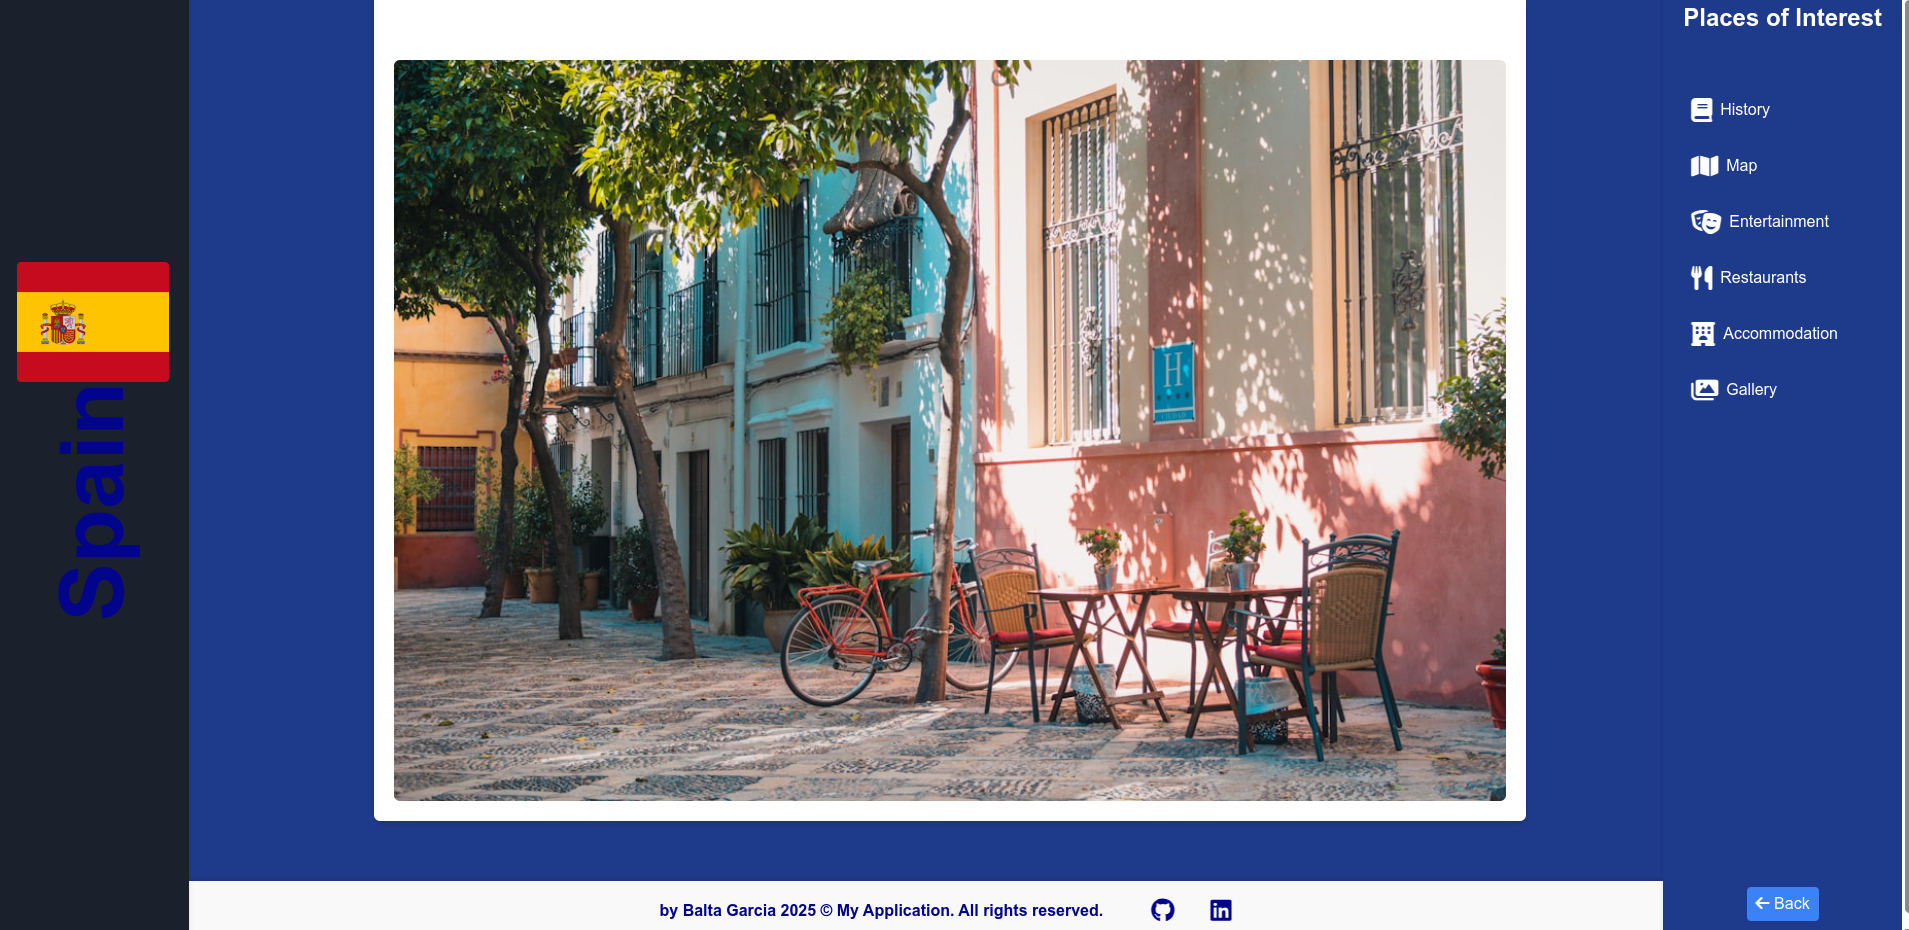 Spain
H
Places of Interest
History
Map
Entertainment
Restaurants
Accommodation
Gallery
Back
by Balta Garcia 2025 © My Application. All rights reserved.
in